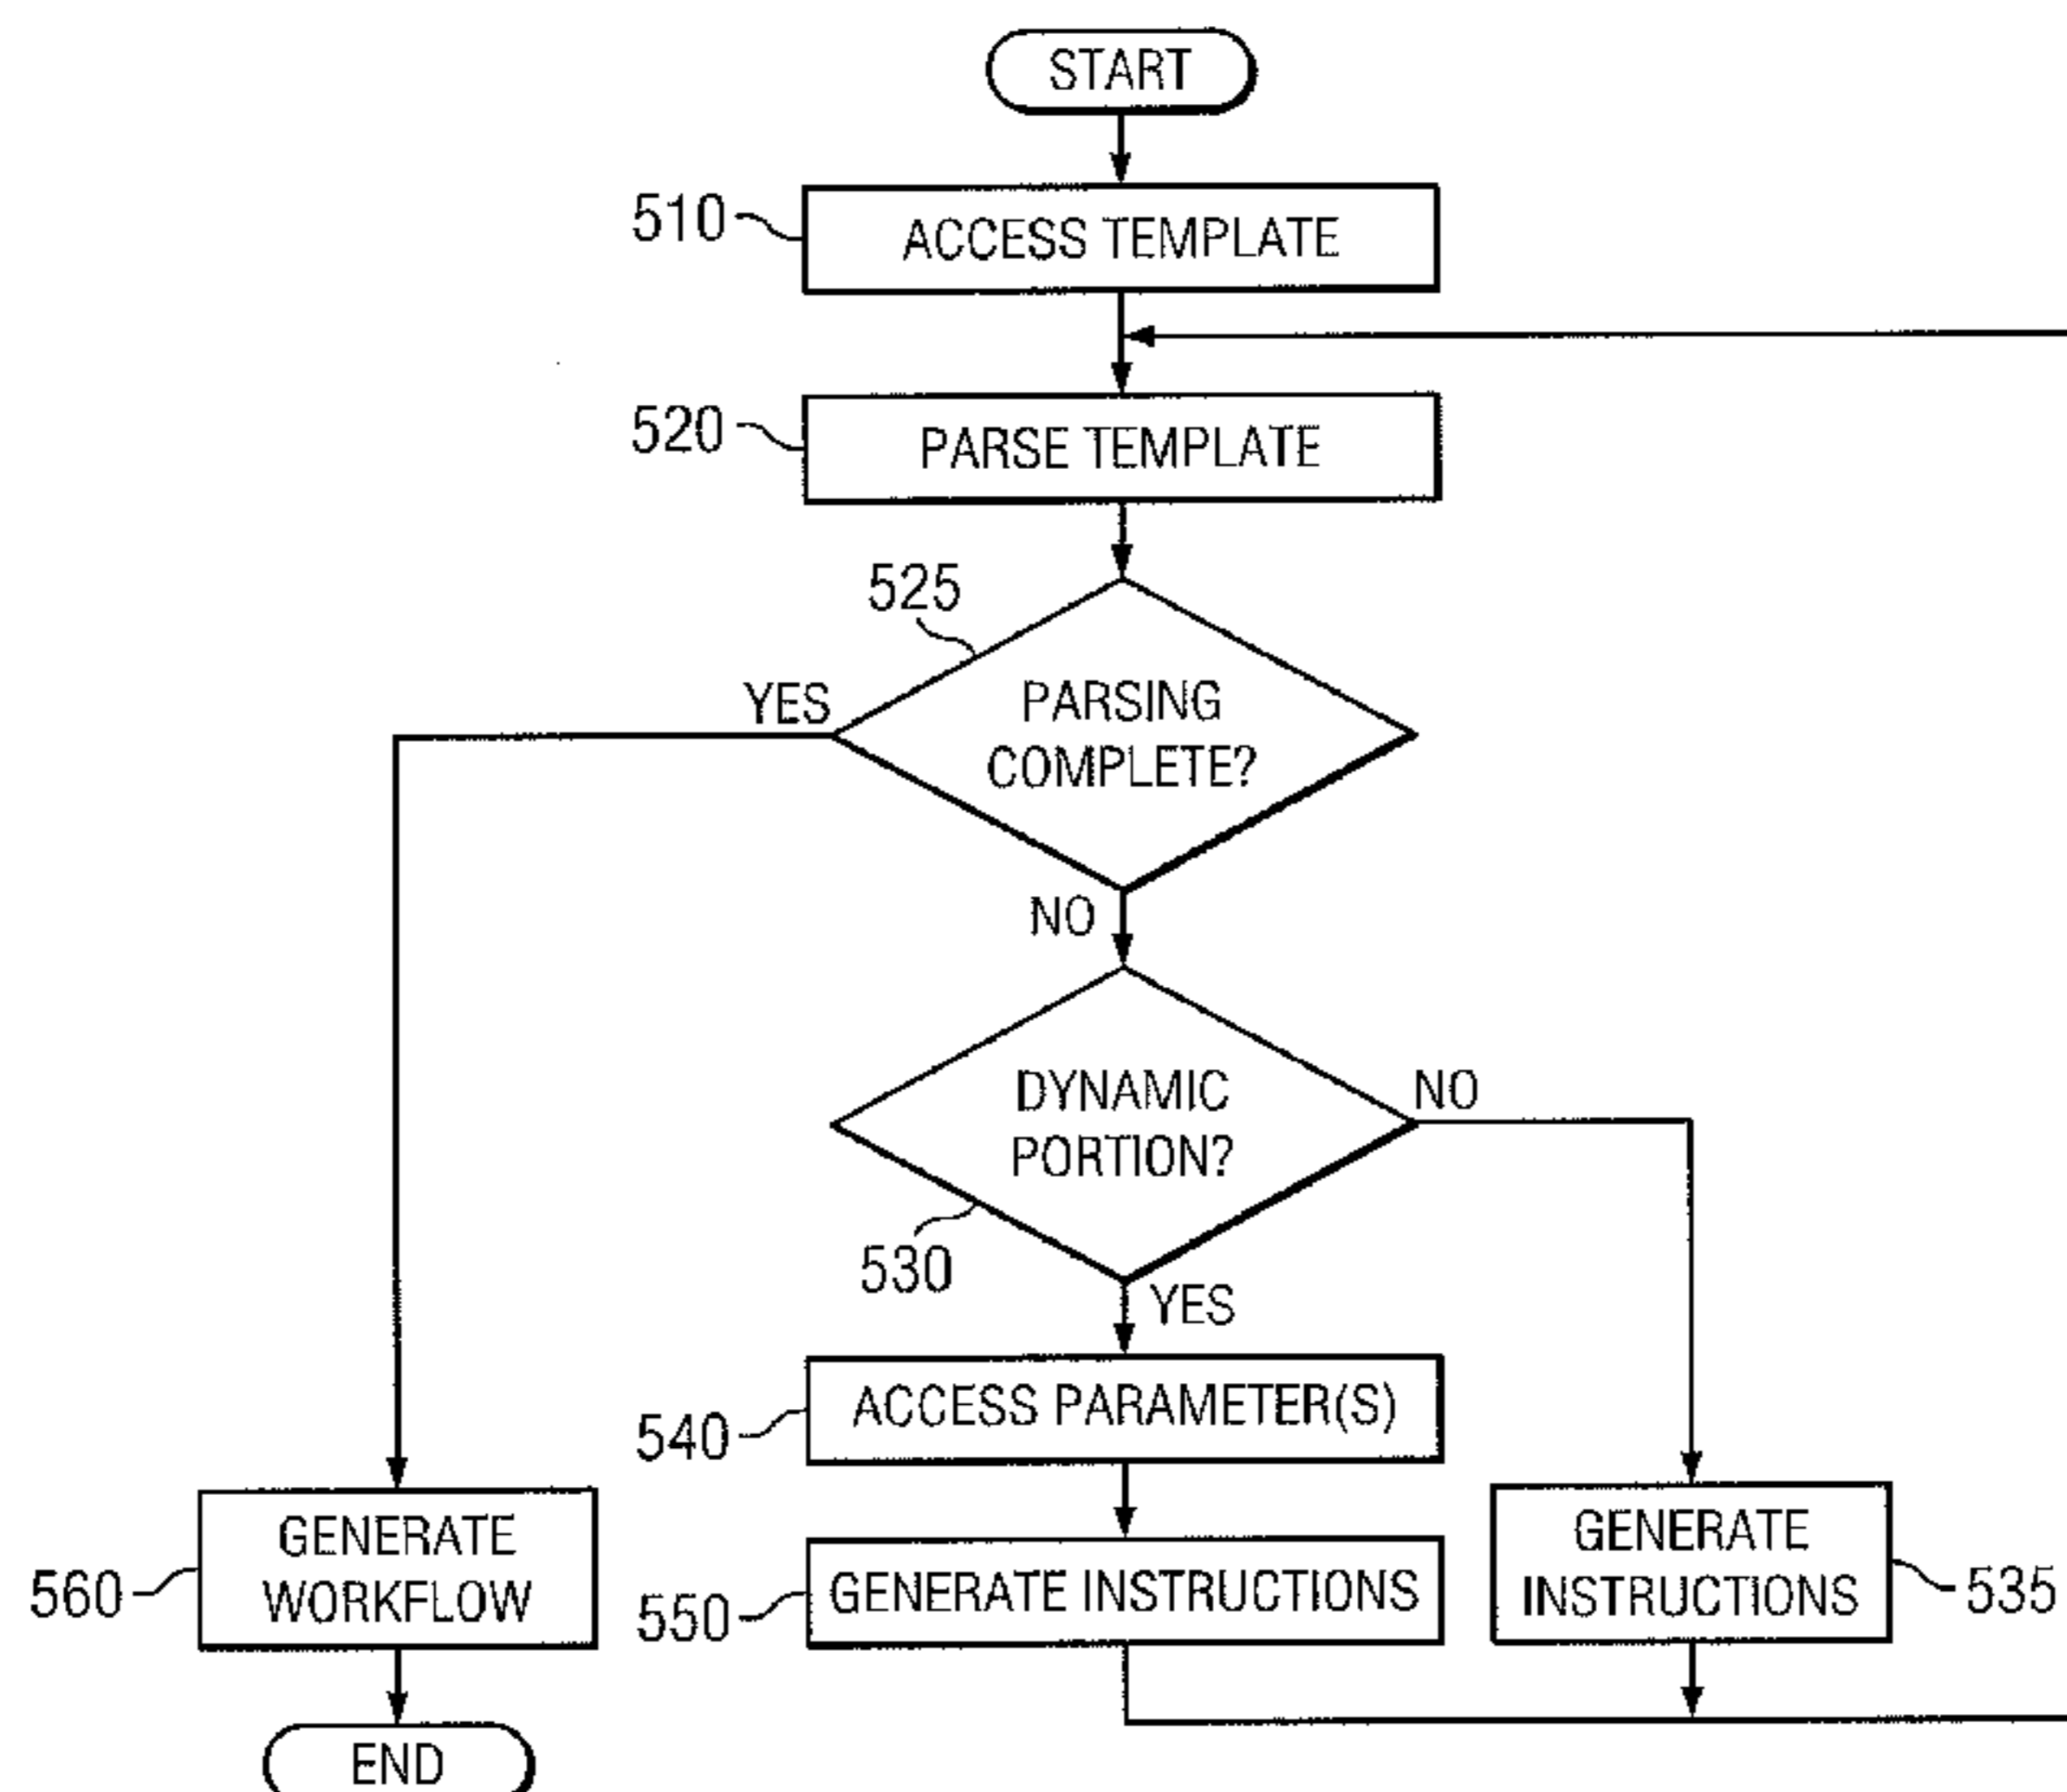 START
510
ACCESS TEMPLATE
520
PARSE TEMPLATE
525
YES
PARSING
COMPLETE?
NO
DYNAMIC
PORTION?
NO
530
YES
540
ACCESS PARAMETER(S)
560
GENERATE
WORKFLOW
550
GENERATE INSTRUCTIONS
GENERATE
INSTRUCTIONS
535
END